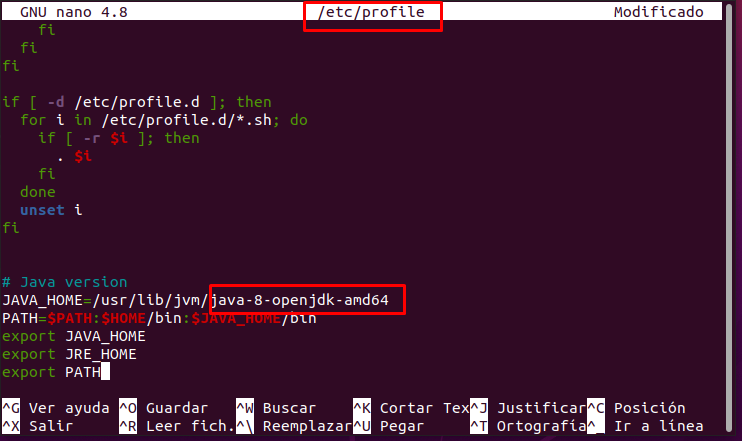 GNU nano 4.8 /etc/profile Modificado
fi
fi
fi
if [ -d /etc/profile.d ]; then
for i in /etc/profile.d/*.sh; do
if [ -r $i ]; then
. $i
fi
done
unset i
fi
# Java version
JAVA_HOME=/usr/lib/jvm/java-8-openjdk-amd64
PATH=$PATH:$HOME/bin:$JAVA_HOME/bin
export JAVA_HOME
export JRE_HOME
export PATH
^G Ver ayuda ^O Guardar ^W Buscar ^K Cortar Tex ^J Justificar ^C Posición
^X Salir ^R Leer fich. ^\ Reemplazar ^U Pegar ^T Ortografía ^_ Ir a línea